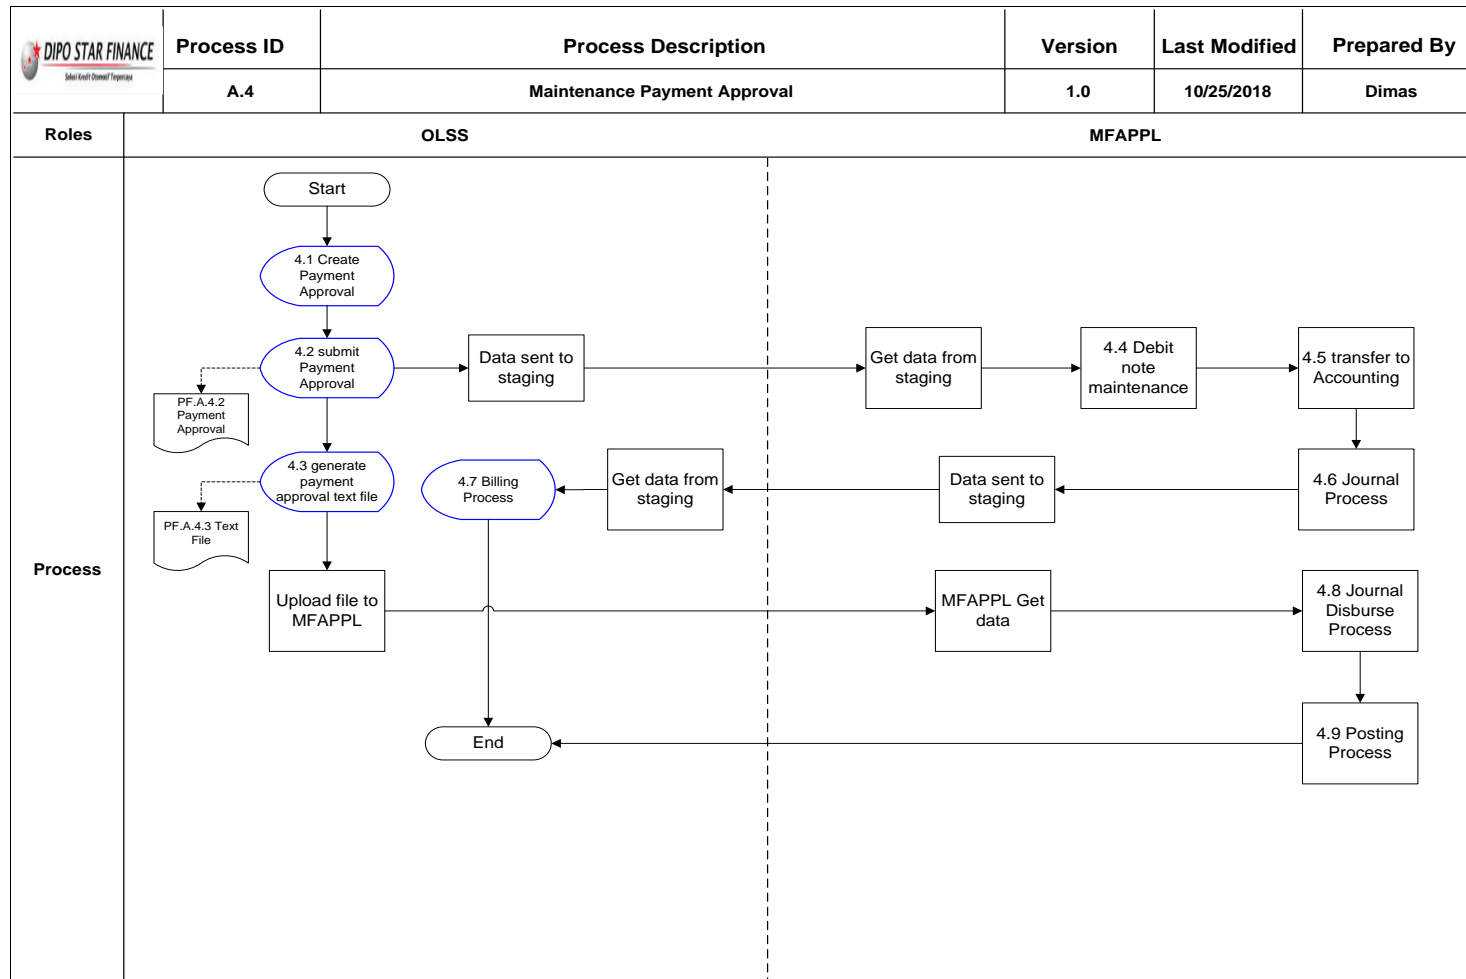 DIPO STAR FINANCE
Solusi Kredit Otomotif Terpercaya
Process ID
Process Description
Version
Last Modified
Prepared By
A.4
Maintenance Payment Approval
1.0
10/25/2018
Dimas
Roles
OLSS
MFAPPL
Process
Start
4.1 Create
Payment
Approval
4.2 submit
Payment
Approval
Data sent to
staging
Get data from
staging
4.4 Debit
note
maintenance
4.5 transfer to
Accounting
PF.A.4.2
Payment
Approval
4.3 generate
payment
approval text file
4.7 Billing
Process
Get data from
staging
Data sent to
staging
4.6 Journal
Process
PF.A.4.3 Text
File
Upload file to
MFAPPL
MFAPPL Get
data
4.8 Journal
Disburse
Process
End
4.9 Posting
Process